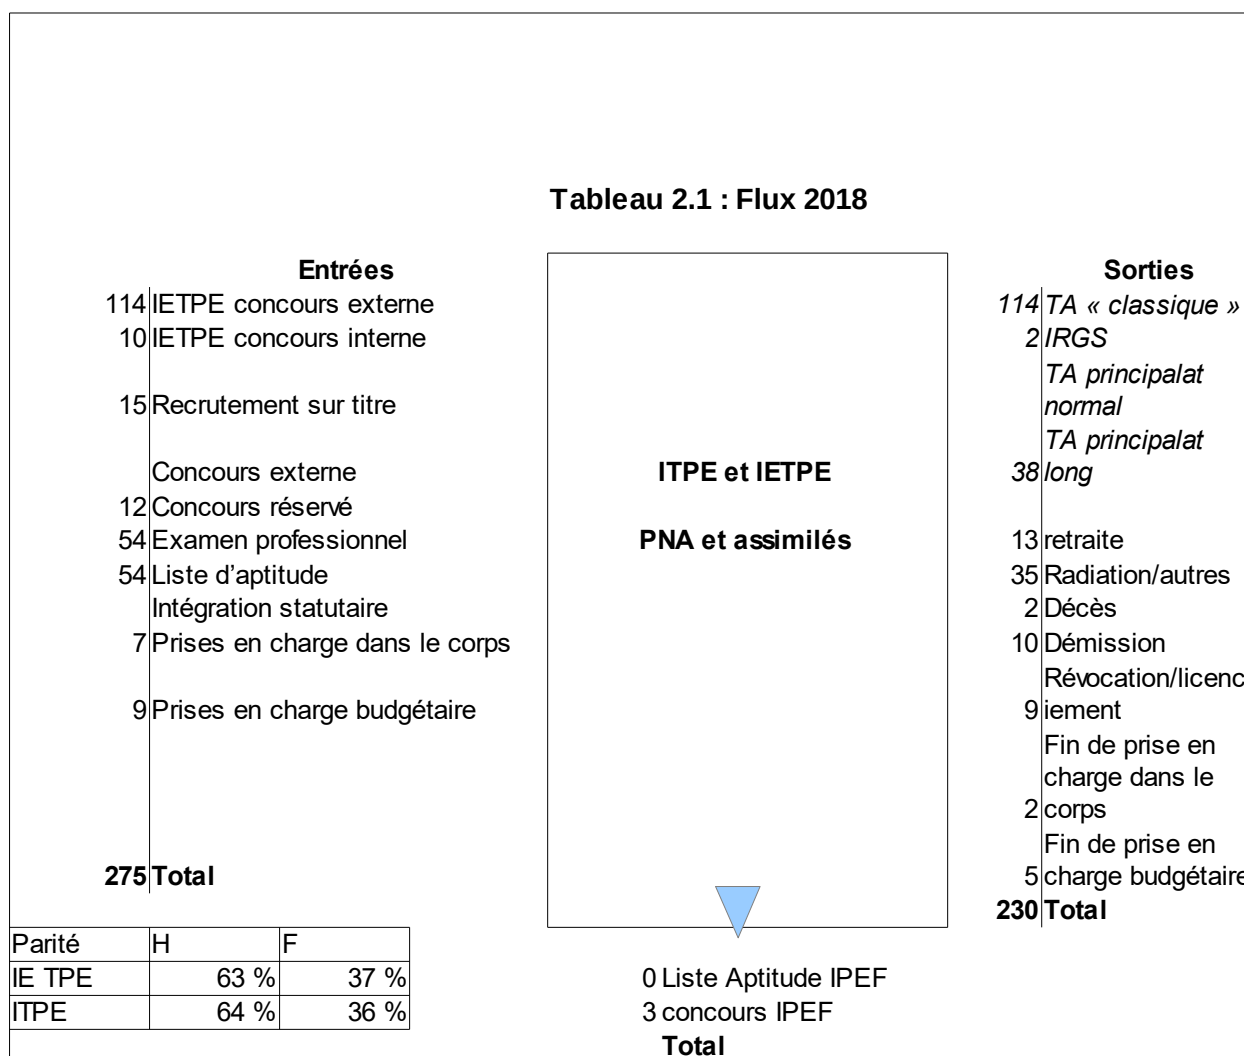 Tableau 2.1 : Flux 2018
Entrées
114 IETPE concours externe
10 IETPE concours interne
15 Recrutement sur titre
Concours externe
12 Concours réservé
54 Examen professionnel
54 Liste d'aptitude
Intégration statutaire
7 Prises en charge dans le corps
9 Prises en charge budgétaire
275 Total
ITPE et IETPE
PNA et assimilés
Sorties
114 TA « classique »
2 IRGS
TA principalat
normal
TA principalat
38 long
13 retraite
35 Radiation/autres
2 Décès
10 Démission
Révocation/licenc
9 iement
Fin de prise en
charge dans le
2 corps
Fin de prise en
5 charge budgétaire
230 Total
Parité H F
IE TPE 63 % 37 %
ITPE 64 % 36 %
0 Liste Aptitude IPEF
3 concours IPEF
Total